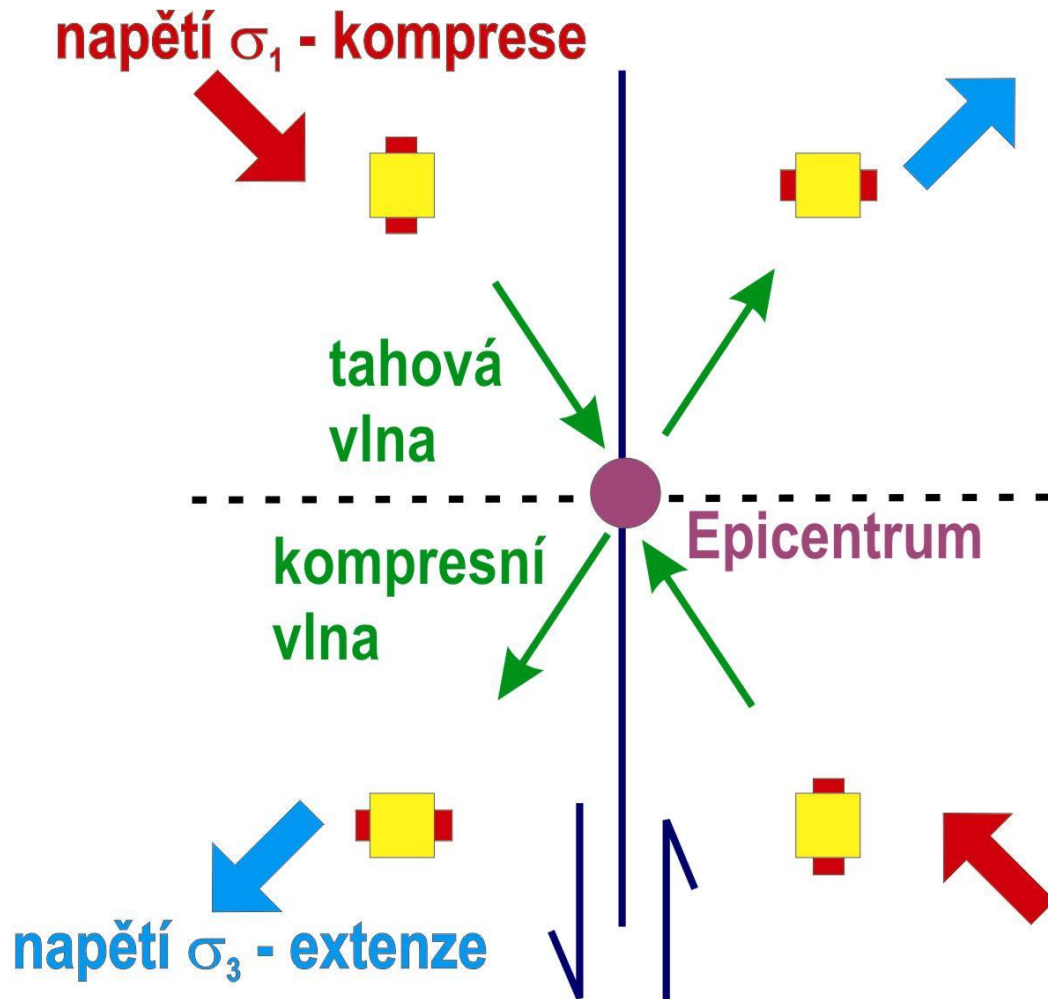 napětí σ₁ - komprese
tahová
vlna
Epicentrum
kompresní
vlna
napětí σ₃ - extenze